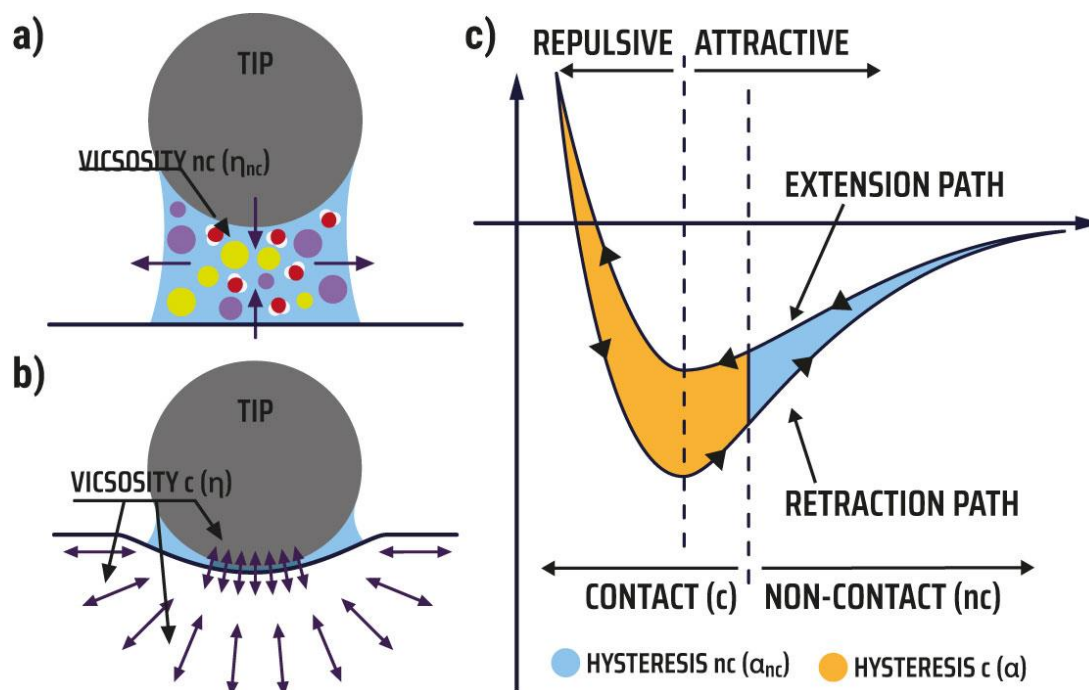 a)
TIP
VICSOSITY nc (ηnc)
b)
TIP
VICSOSITY c (η)
c)
REPULSIVE ATTRACTIVE
EXTENSION PATH
RETRACTION PATH
CONTACT (c) NON-CONTACT (nc)
HYSTERESIS nc (αnc) HYSTERESIS c (α)